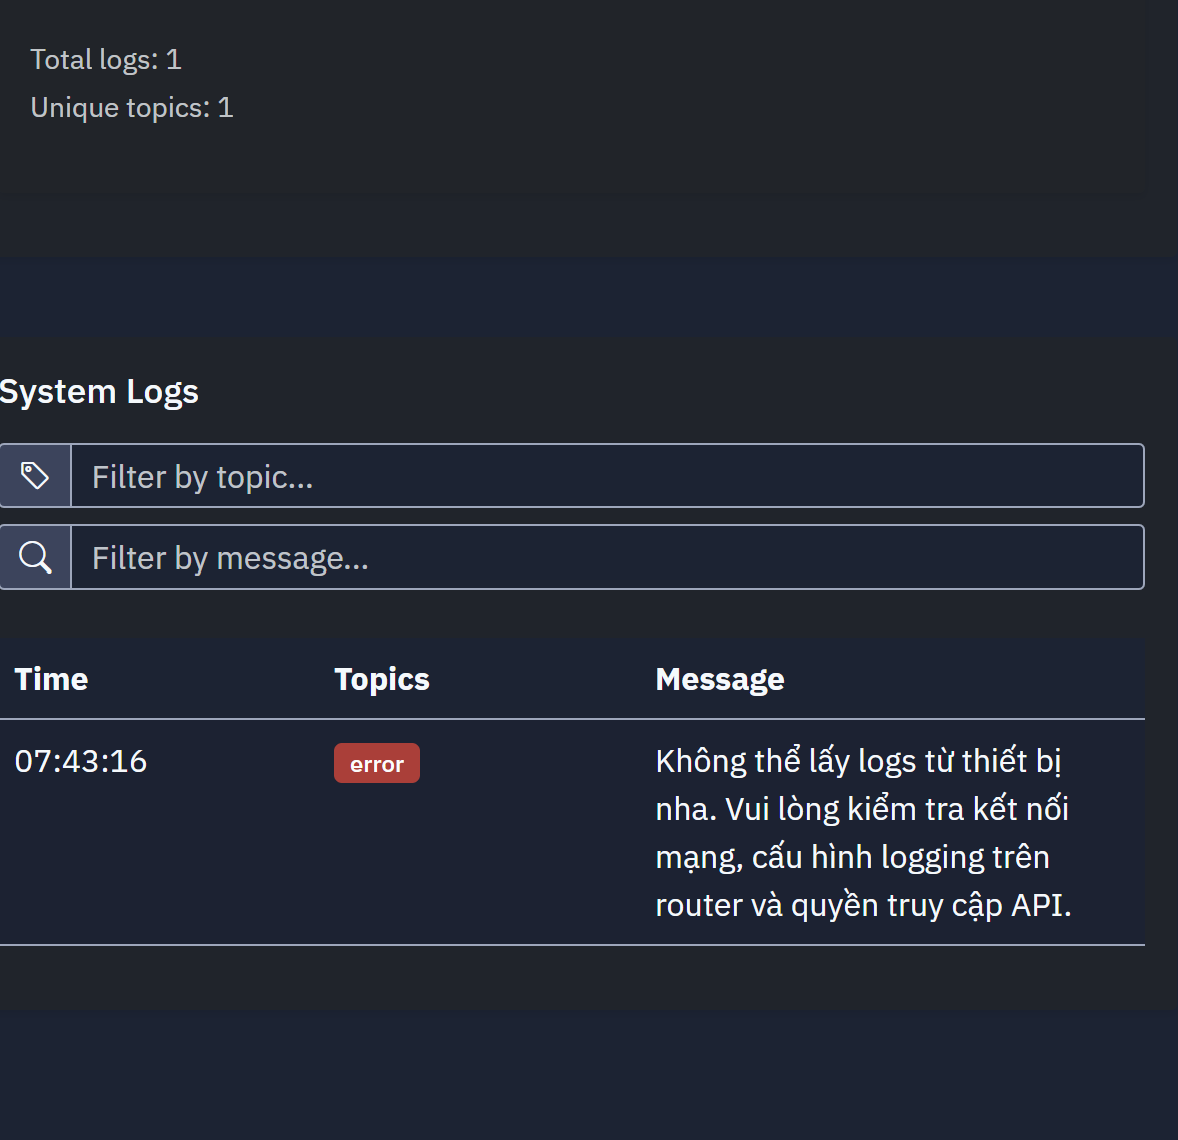 Total logs: 1
Unique topics: 1
System Logs
Filter by topic...
Filter by message...
Time Topics Message
07:43:16 error Không thể lấy logs từ thiết bị
nha. Vui lòng kiểm tra kết nối
mạng, cấu hình logging trên
router và quyền truy cập API.